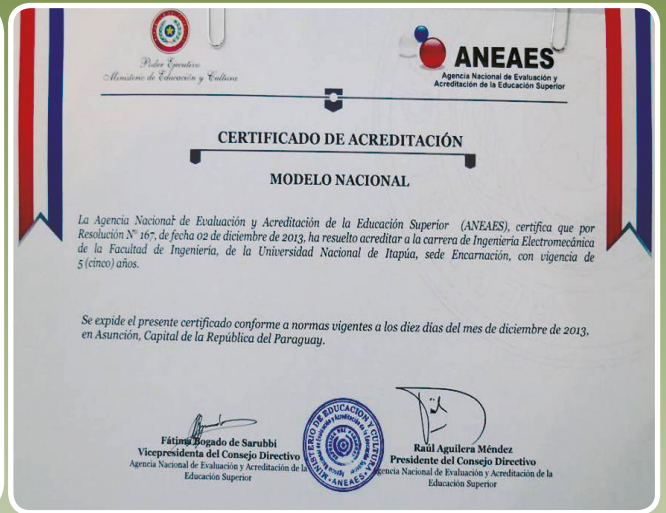 Poder Ejecutivo
Ministerio de Educación y Cultura
ANEAES
Agencia Nacional de Evaluación y
Acreditación de la Educación Superior
CERTIFICADO DE ACREDITACIÓN
MODELO NACIONAL
La Agencia Nacional de Evaluación y Acreditación de la Educación Superior (ANEAES), certifica que por
Resolución N° 167, de fecha 02 de diciembre de 2013, ha resuelto acreditar a la carrera de Ingeniería Electromecánica
de la Facultad de Ingeniería, de la Universidad Nacional de Itapúa, sede Encarnación, con vigencia de
5 (cinco) años.
Se expide el presente certificado conforme a normas vigentes a los diez días del mes de diciembre de 2013,
en Asunción, Capital de la República del Paraguay.
Fátima Bogado de Sarubbi
Vicepresidenta del Consejo Directivo
Agencia Nacional de Evaluación y Acreditación de la
Educación Superior
MINISTERIO DE EDUCACION Y CULTURA
ANEAES
Raúl Aguilera Méndez
Presidente del Consejo Directivo
Agencia Nacional de Evaluación y Acreditación de la
Educación Superior